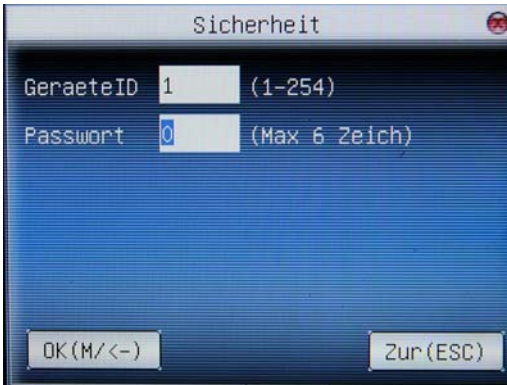 Sicherheit
GeraeteID 1 (1-254)
Passwort 0 (Max 6 Zeich)
OK(M/<-) Zur(ESC)